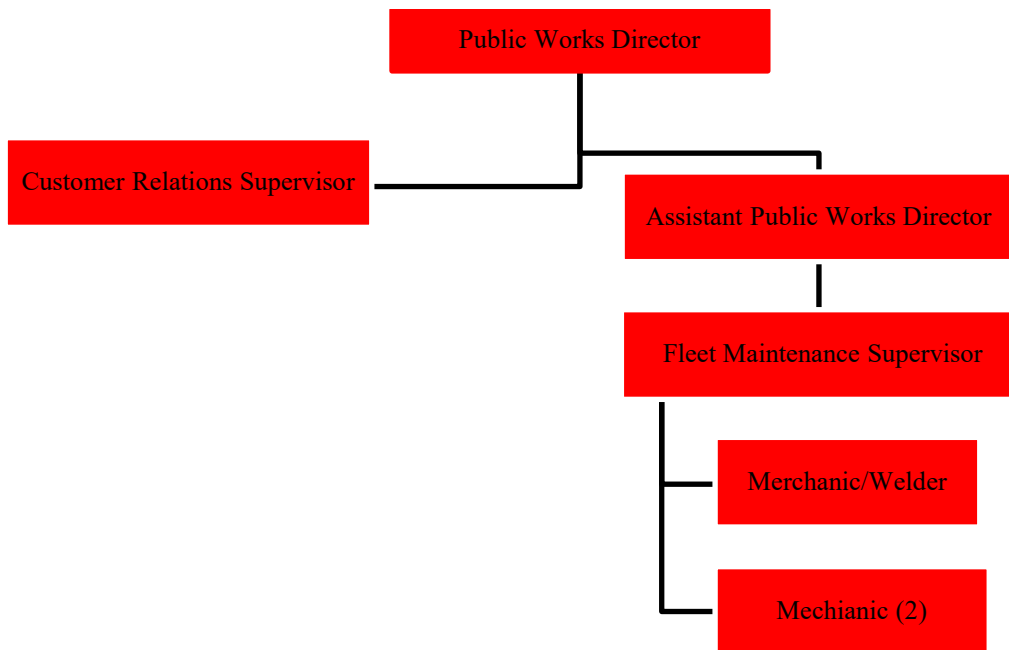 Public Works Director
Customer Relations Supervisor
Assistant Public Works Director
Fleet Maintenance Supervisor
Merchanic/Welder
Mechianic (2)